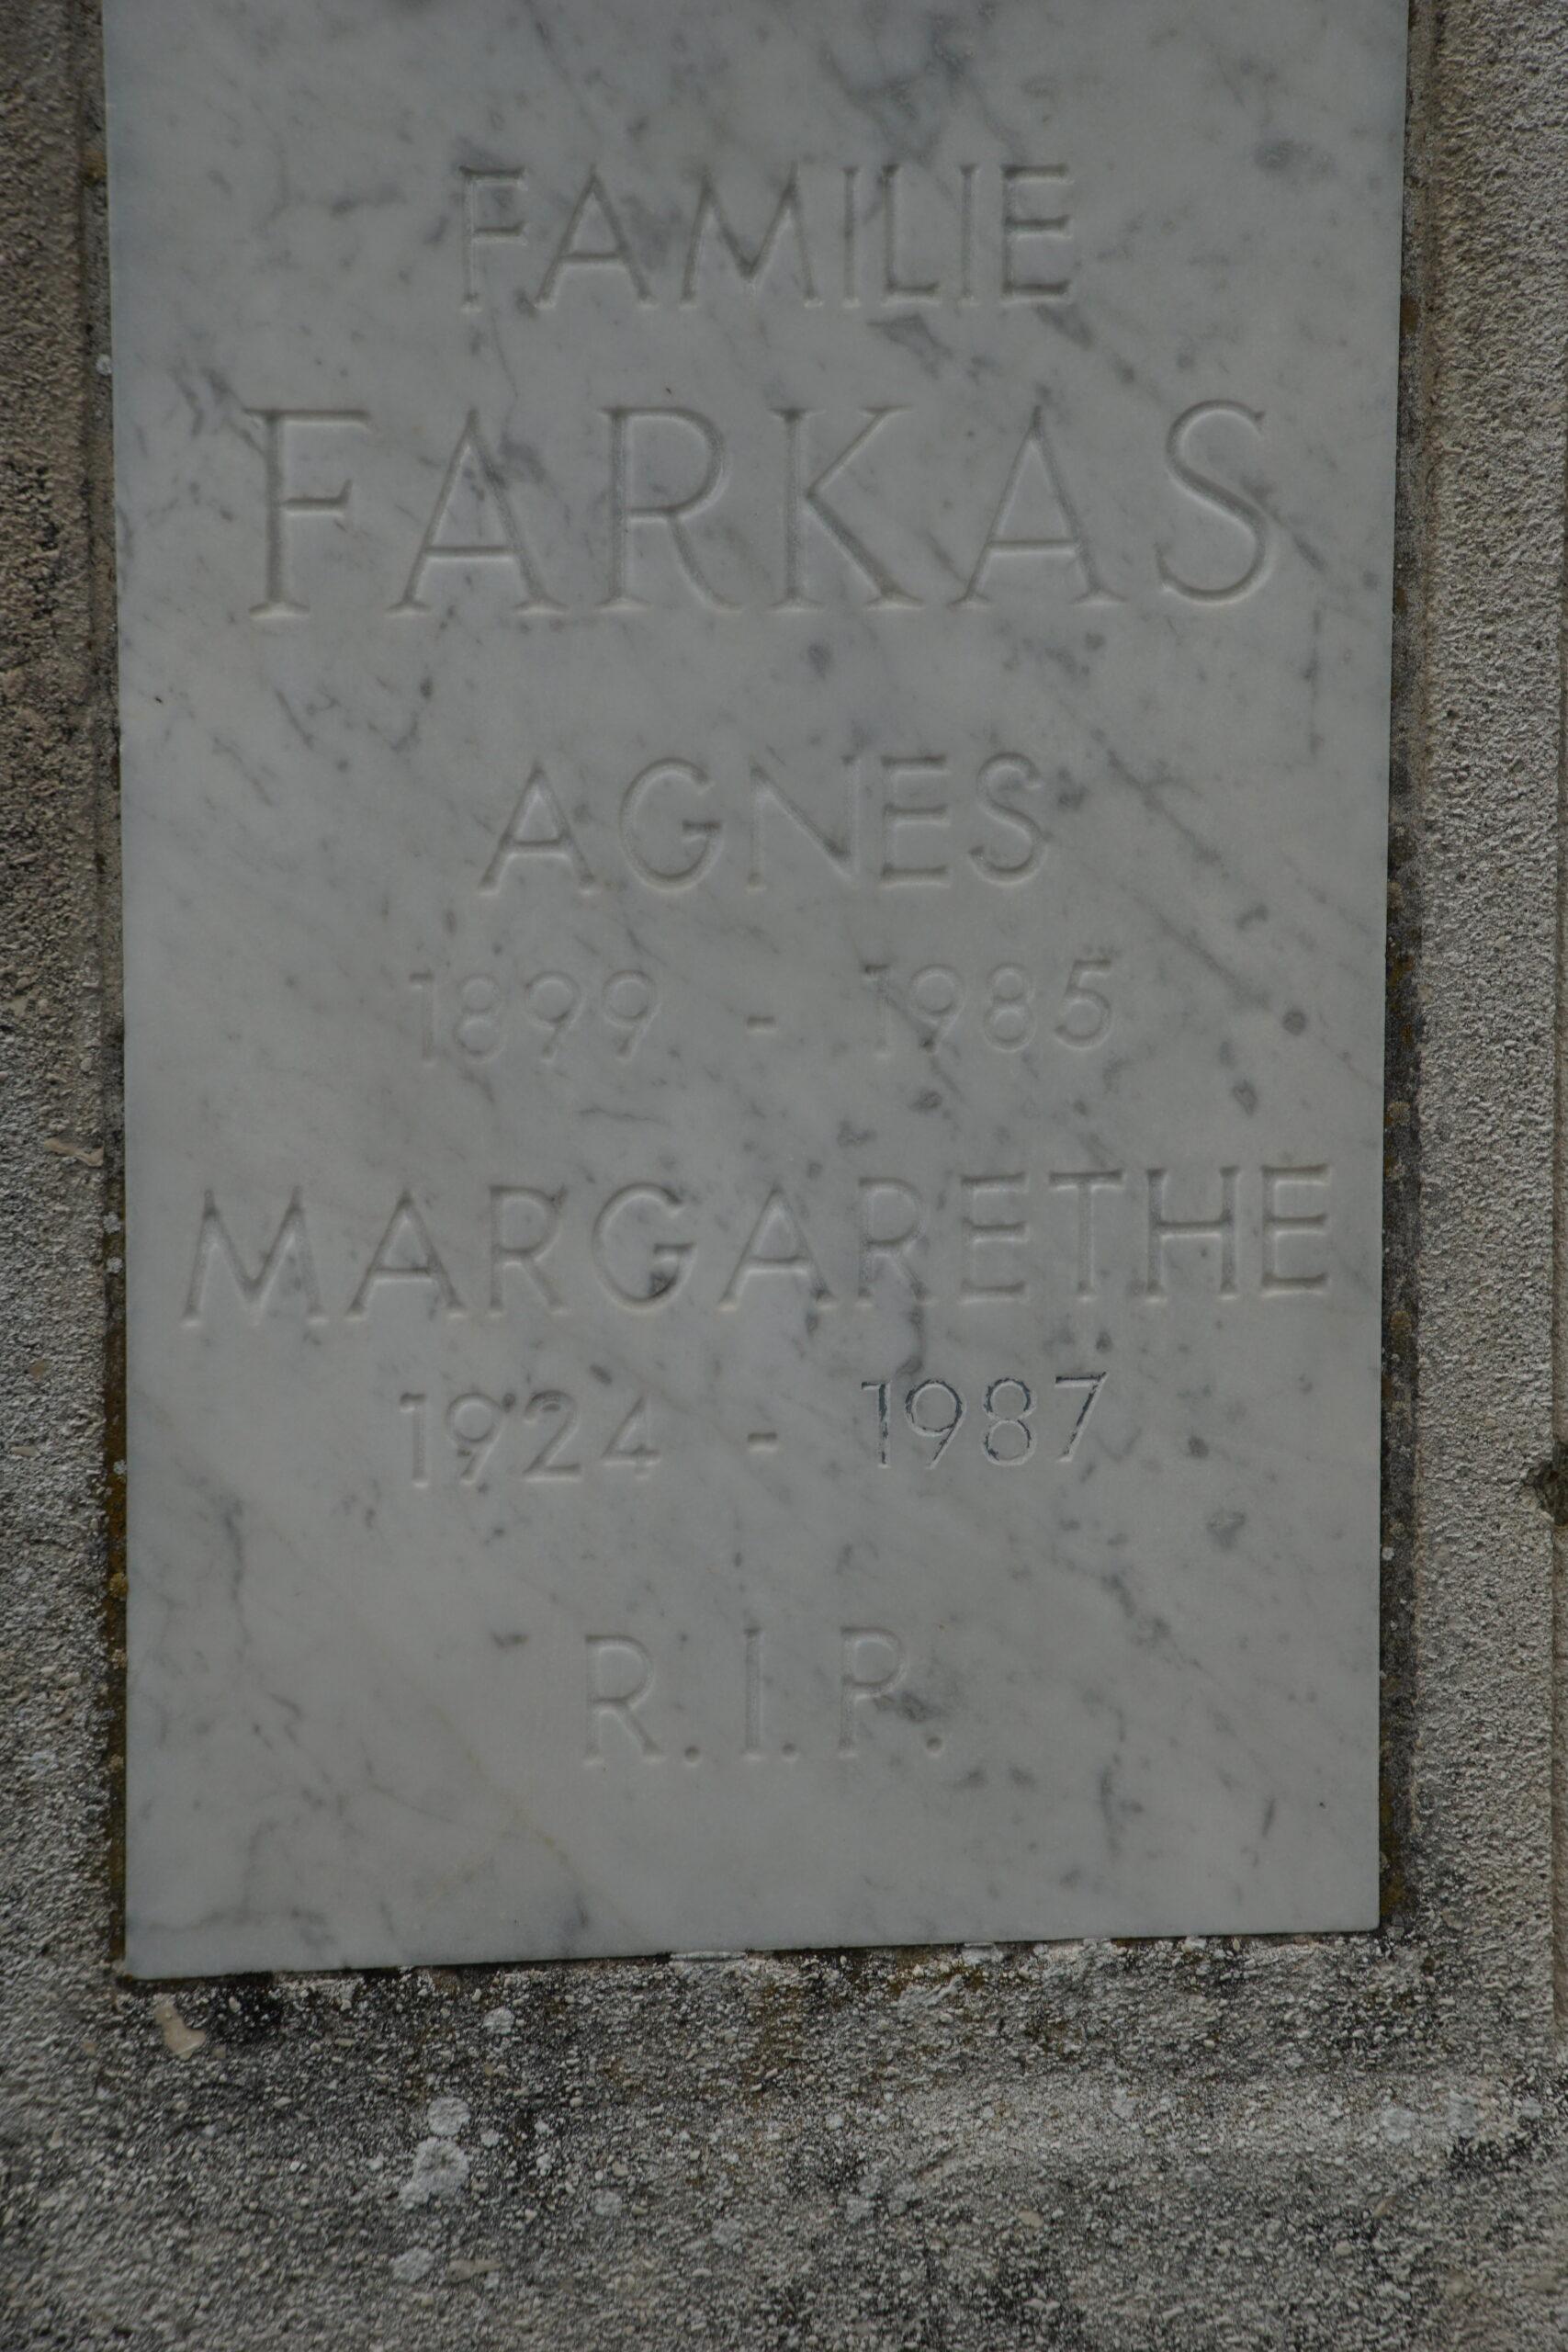 FAMILIE
FARKAS
AGNES
1899 - 1985
MARGARETHE
1924 - 1987
R.I.P.